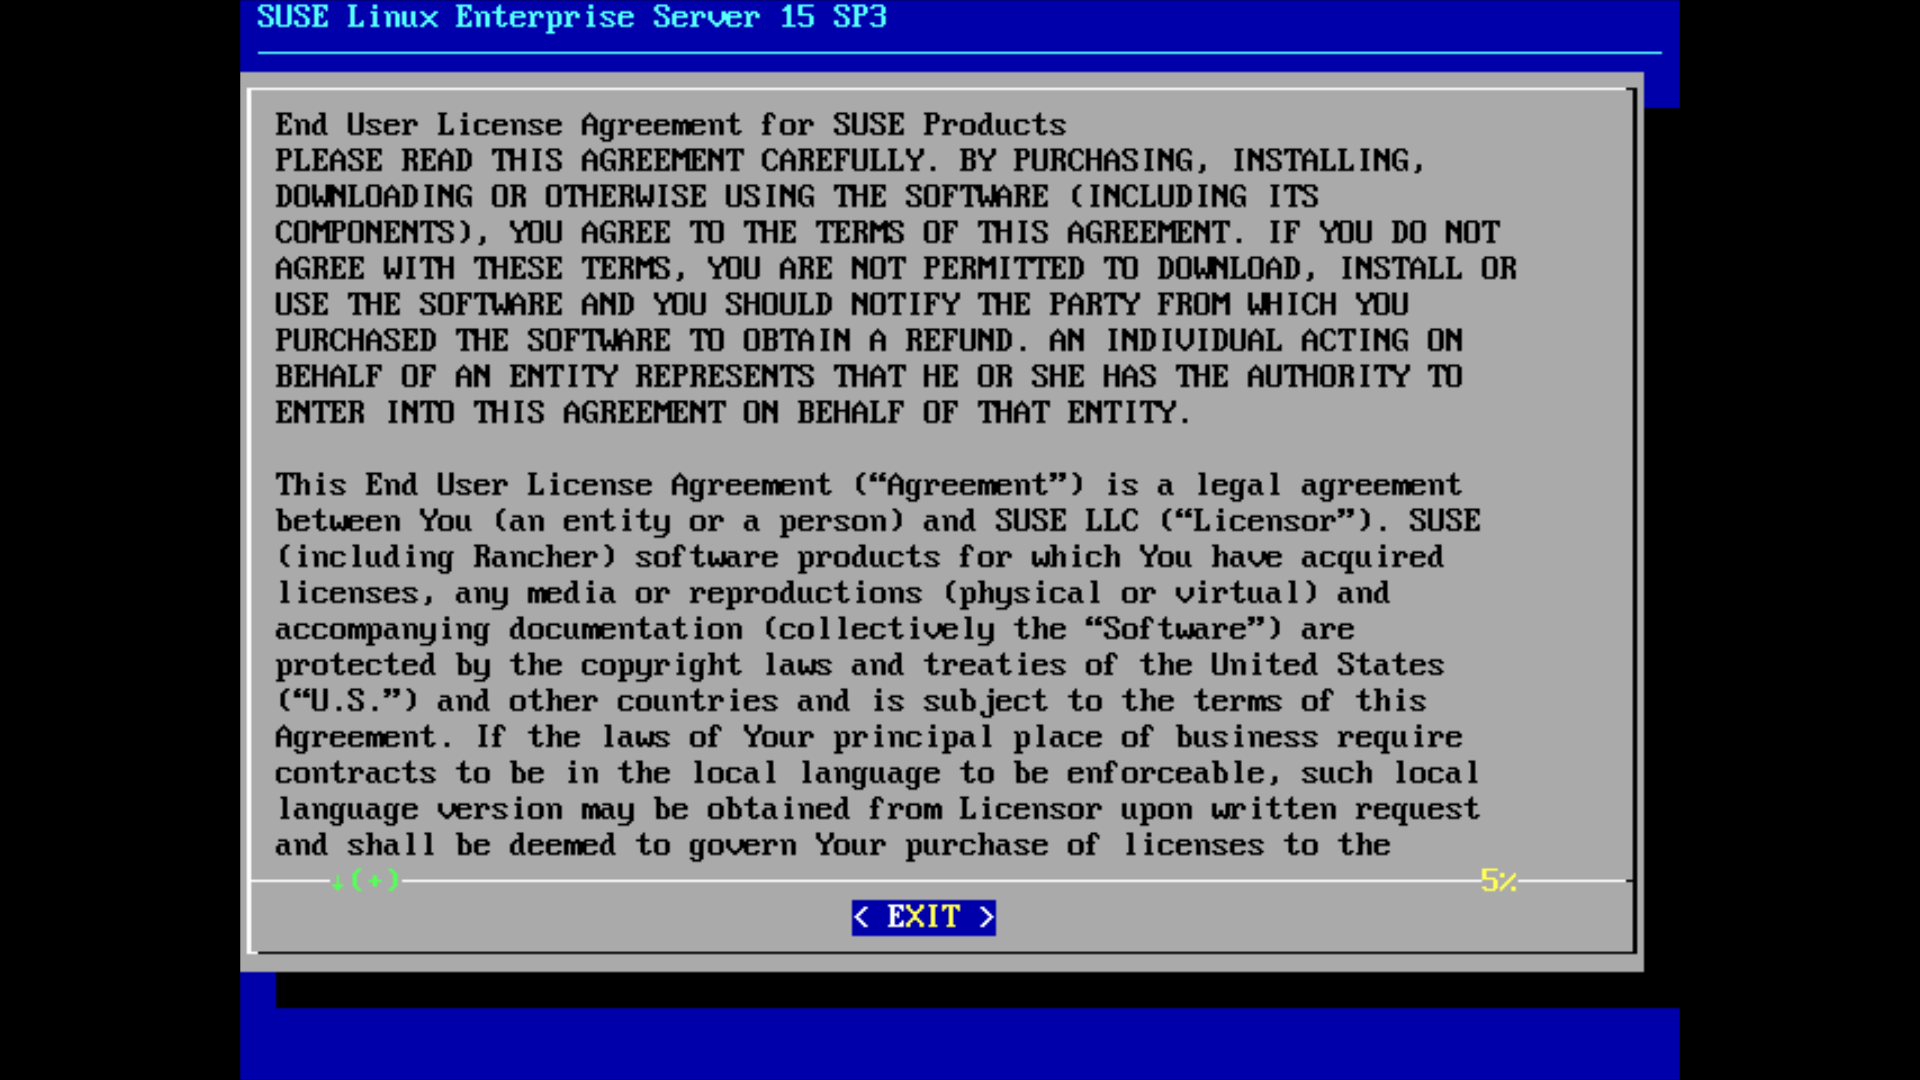 SUSE Linux Enterprise Server 15 SP3
End User License Agreement for SUSE Products
PLEASE READ THIS AGREEMENT CAREFULLY. BY PURCHASING, INSTALLING,
DOWNLOADING OR OTHERWISE USING THE SOFTWARE (INCLUDING ITS
COMPONENTS), YOU AGREE TO THE TERMS OF THIS AGREEMENT. IF YOU DO NOT
AGREE WITH THESE TERMS, YOU ARE NOT PERMITTED TO DOWNLOAD, INSTALL OR
USE THE SOFTWARE AND YOU SHOULD NOTIFY THE PARTY FROM WHICH YOU
PURCHASED THE SOFTWARE TO OBTAIN A REFUND. AN INDIVIDUAL ACTING ON
BEHALF OF AN ENTITY REPRESENTS THAT HE OR SHE HAS THE AUTHORITY TO
ENTER INTO THIS AGREEMENT ON BEHALF OF THAT ENTITY.
This End User License Agreement (“Agreement”) is a legal agreement
between You (an entity or a person) and SUSE LLC (“Licensor”). SUSE
(including Rancher) software products for which You have acquired
licenses, any media or reproductions (physical or virtual) and
accompanying documentation (collectively the “Software”) are
protected by the copyright laws and treaties of the United States
(“U.S.”) and other countries and is subject to the terms of this
Agreement. If the laws of Your principal place of business require
contracts to be in the local language to be enforceable, such local
language version may be obtained from Licensor upon written request
and shall be deemed to govern Your purchase of licenses to the
↓(+) 5%
< EXIT >